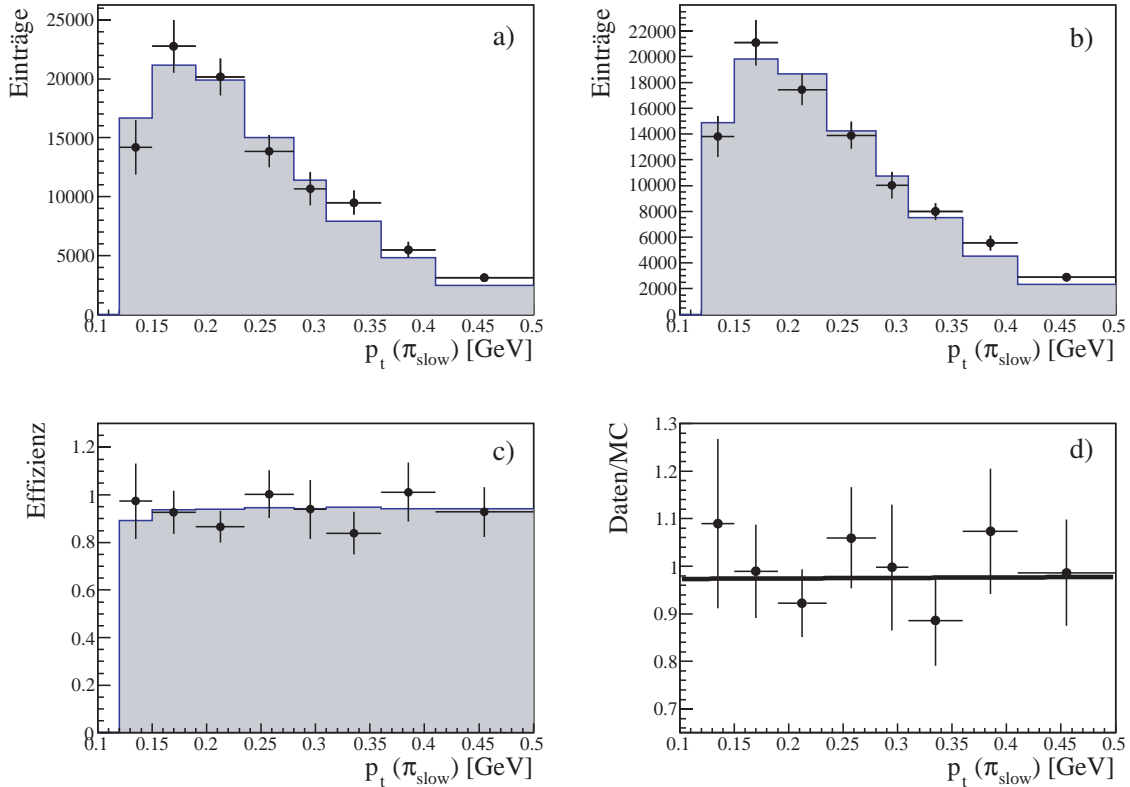 a)
Einträge
25000
20000
15000
10000
5000
0
0.1 0.15 0.2 0.25 0.3 0.35 0.4 0.45 0.5
p_t (π_slow) [GeV]
b)
Einträge
22000
20000
18000
16000
14000
12000
10000
8000
6000
4000
2000
0
0.1 0.15 0.2 0.25 0.3 0.35 0.4 0.45 0.5
p_t (π_slow) [GeV]
c)
Effizienz
1.2
1
0.8
0.6
0.4
0.2
0
0.1 0.15 0.2 0.25 0.3 0.35 0.4 0.45 0.5
p_t (π_slow) [GeV]
d)
Daten/MC
1.3
1.2
1.1
1
0.9
0.8
0.7
0.1 0.15 0.2 0.25 0.3 0.35 0.4 0.45 0.5
p_t (π_slow) [GeV]